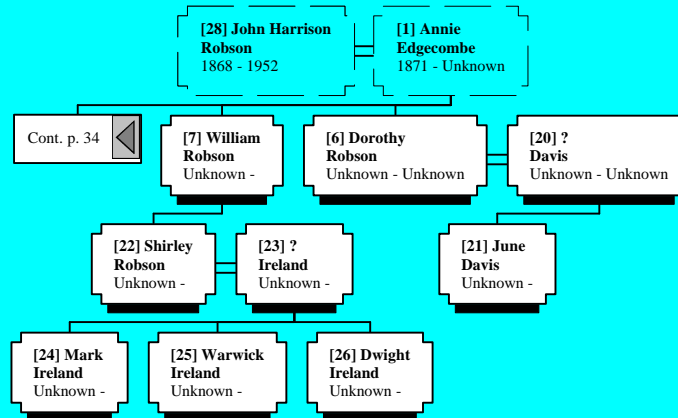 [28] John Harrison
Robson
1868 - 1952
[1] Annie
Edgecombe
1871 - Unknown
Cont. p. 34
[7] William
Robson
Unknown -
[6] Dorothy
Robson
Unknown - Unknown
[20] ?
Davis
Unknown - Unknown
[22] Shirley
Robson
Unknown -
[23] ?
Ireland
Unknown -
[21] June
Davis
Unknown -
[24] Mark
Ireland
Unknown -
[25] Warwick
Ireland
Unknown -
[26] Dwight
Ireland
Unknown -